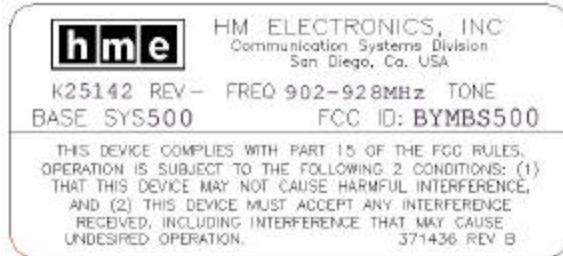 hme
HM ELECTRONICS, INC
Communication Systems Division
San Diego, Ca. USA
K25142 REV- FREQ 902-928MHz TONE
BASE SYS500 FCC ID: BYMBS500
THIS DEVICE COMPLIES WITH PART 15 OF THE FCC RULES.
OPERATION IS SUBJECT TO THE FOLLOWING 2 CONDITIONS: (1)
THAT THIS DEVICE MAY NOT CAUSE HARMFUL INTERFERENCE,
AND (2) THIS DEVICE MUST ACCEPT ANY INTERFERENCE
RECEIVED, INCLUDING INTERFERENCE THAT MAY CAUSE
UNDESIRED OPERATION. 371436 REV B